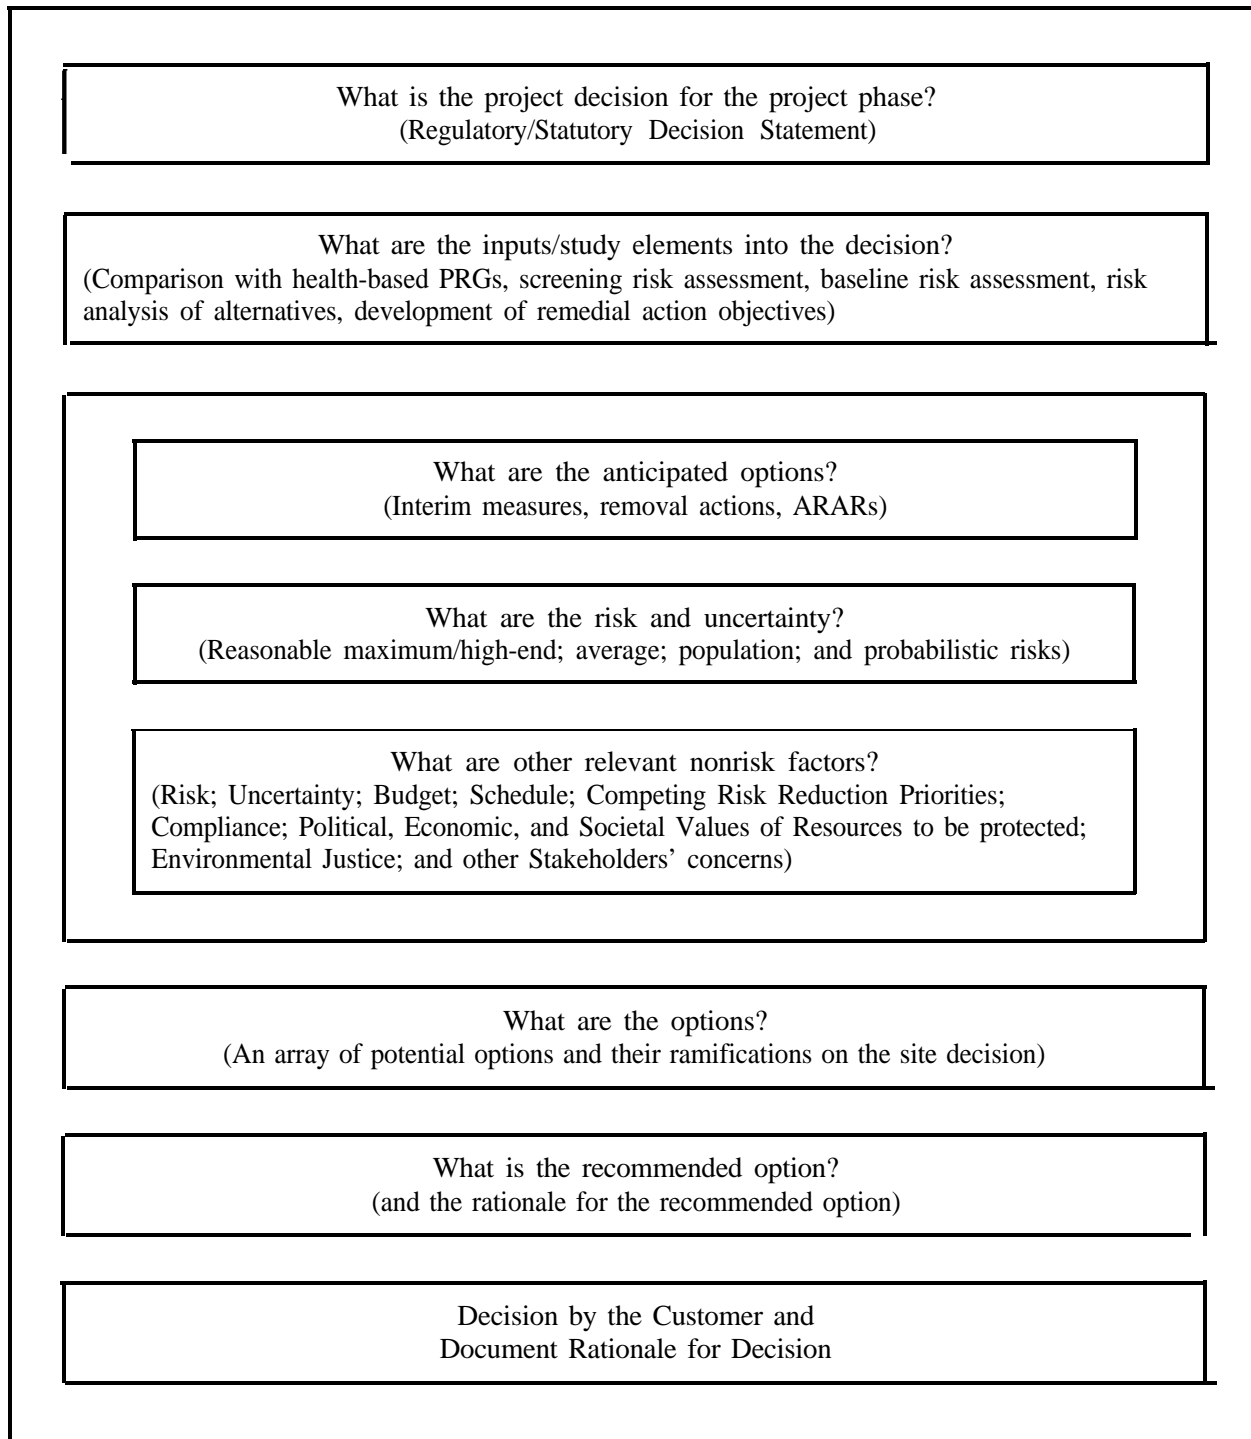 What is the project decision for the project phase?
(Regulatory/Statutory Decision Statement)
What are the inputs/study elements into the decision?
(Comparison with health-based PRGs, screening risk assessment, baseline risk assessment, risk
analysis of alternatives, development of remedial action objectives)
What are the anticipated options?
(Interim measures, removal actions, ARARs)
What are the risk and uncertainty?
(Reasonable maximum/high-end; average; population; and probabilistic risks)
What are other relevant nonrisk factors?
(Risk; Uncertainty; Budget; Schedule; Competing Risk Reduction Priorities;
Compliance; Political, Economic, and Societal Values of Resources to be protected;
Environmental Justice; and other Stakeholders’ concerns)
What are the options?
(An array of potential options and their ramifications on the site decision)
What is the recommended option?
(and the rationale for the recommended option)
Decision by the Customer and
Document Rationale for Decision